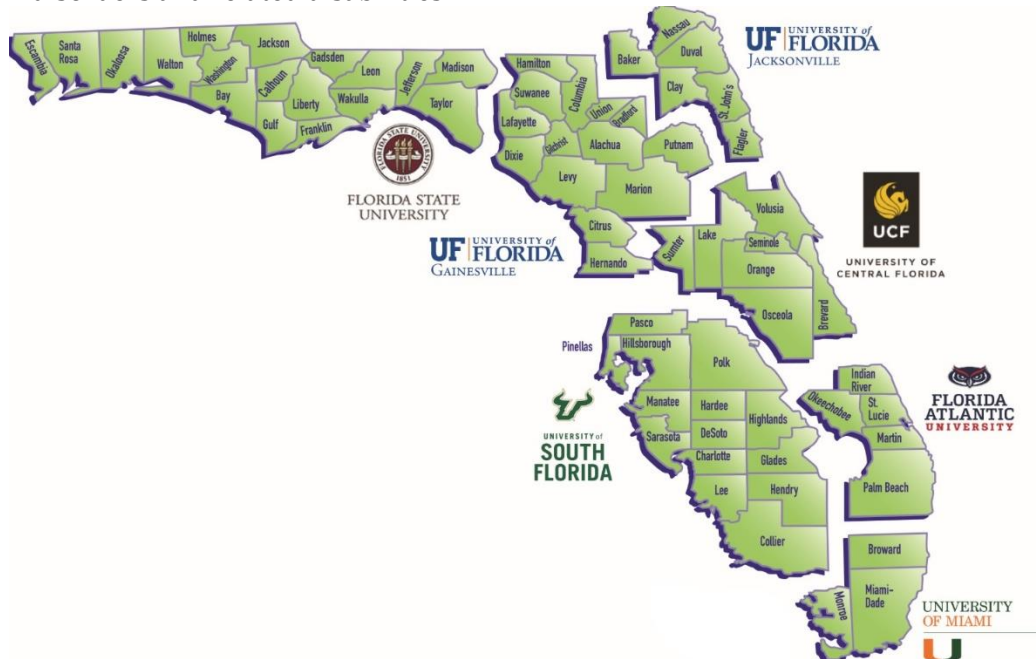 Escambia
Santa
Rosa
Okaloosa
Walton
Holmes
Washington
Bay
Jackson
Calhoun
Gulf
Gadsden
Liberty
Franklin
Leon
Wakulla
Jefferson
Madison
Taylor
FLORIDA STATE UNIVERSITY
1851
FLORIDA STATE
UNIVERSITY
Hamilton
Suwanee
Columbia
Lafayette
Union
Bradford
Gilchrist
Dixie
Alachua
Putnam
Levy
Marion
Citrus
Hernando
UF UNIVERSITY of
FLORIDA
GAINESVILLE
Baker
Nassau
Duval
Clay
St. John's
Flagler
UF UNIVERSITY of
FLORIDA
JACKSONVILLE
Volusia
Lake
Seminole
Sumter
Orange
Osceola
Brevard
UCF
UNIVERSITY OF
CENTRAL FLORIDA
Pasco
Pinellas
Hillsborough
Polk
Manatee
Hardee
Highlands
Sarasota
DeSoto
Charlotte
Glades
Lee
Hendry
Collier
UNIVERSITY of
SOUTH
FLORIDA
Indian
River
Okeechobee
St.
Lucie
Martin
Palm Beach
FLORIDA
ATLANTIC
UNIVERSITY
Broward
Miami-
Dade
Monroe
UNIVERSITY
OF MIAMI